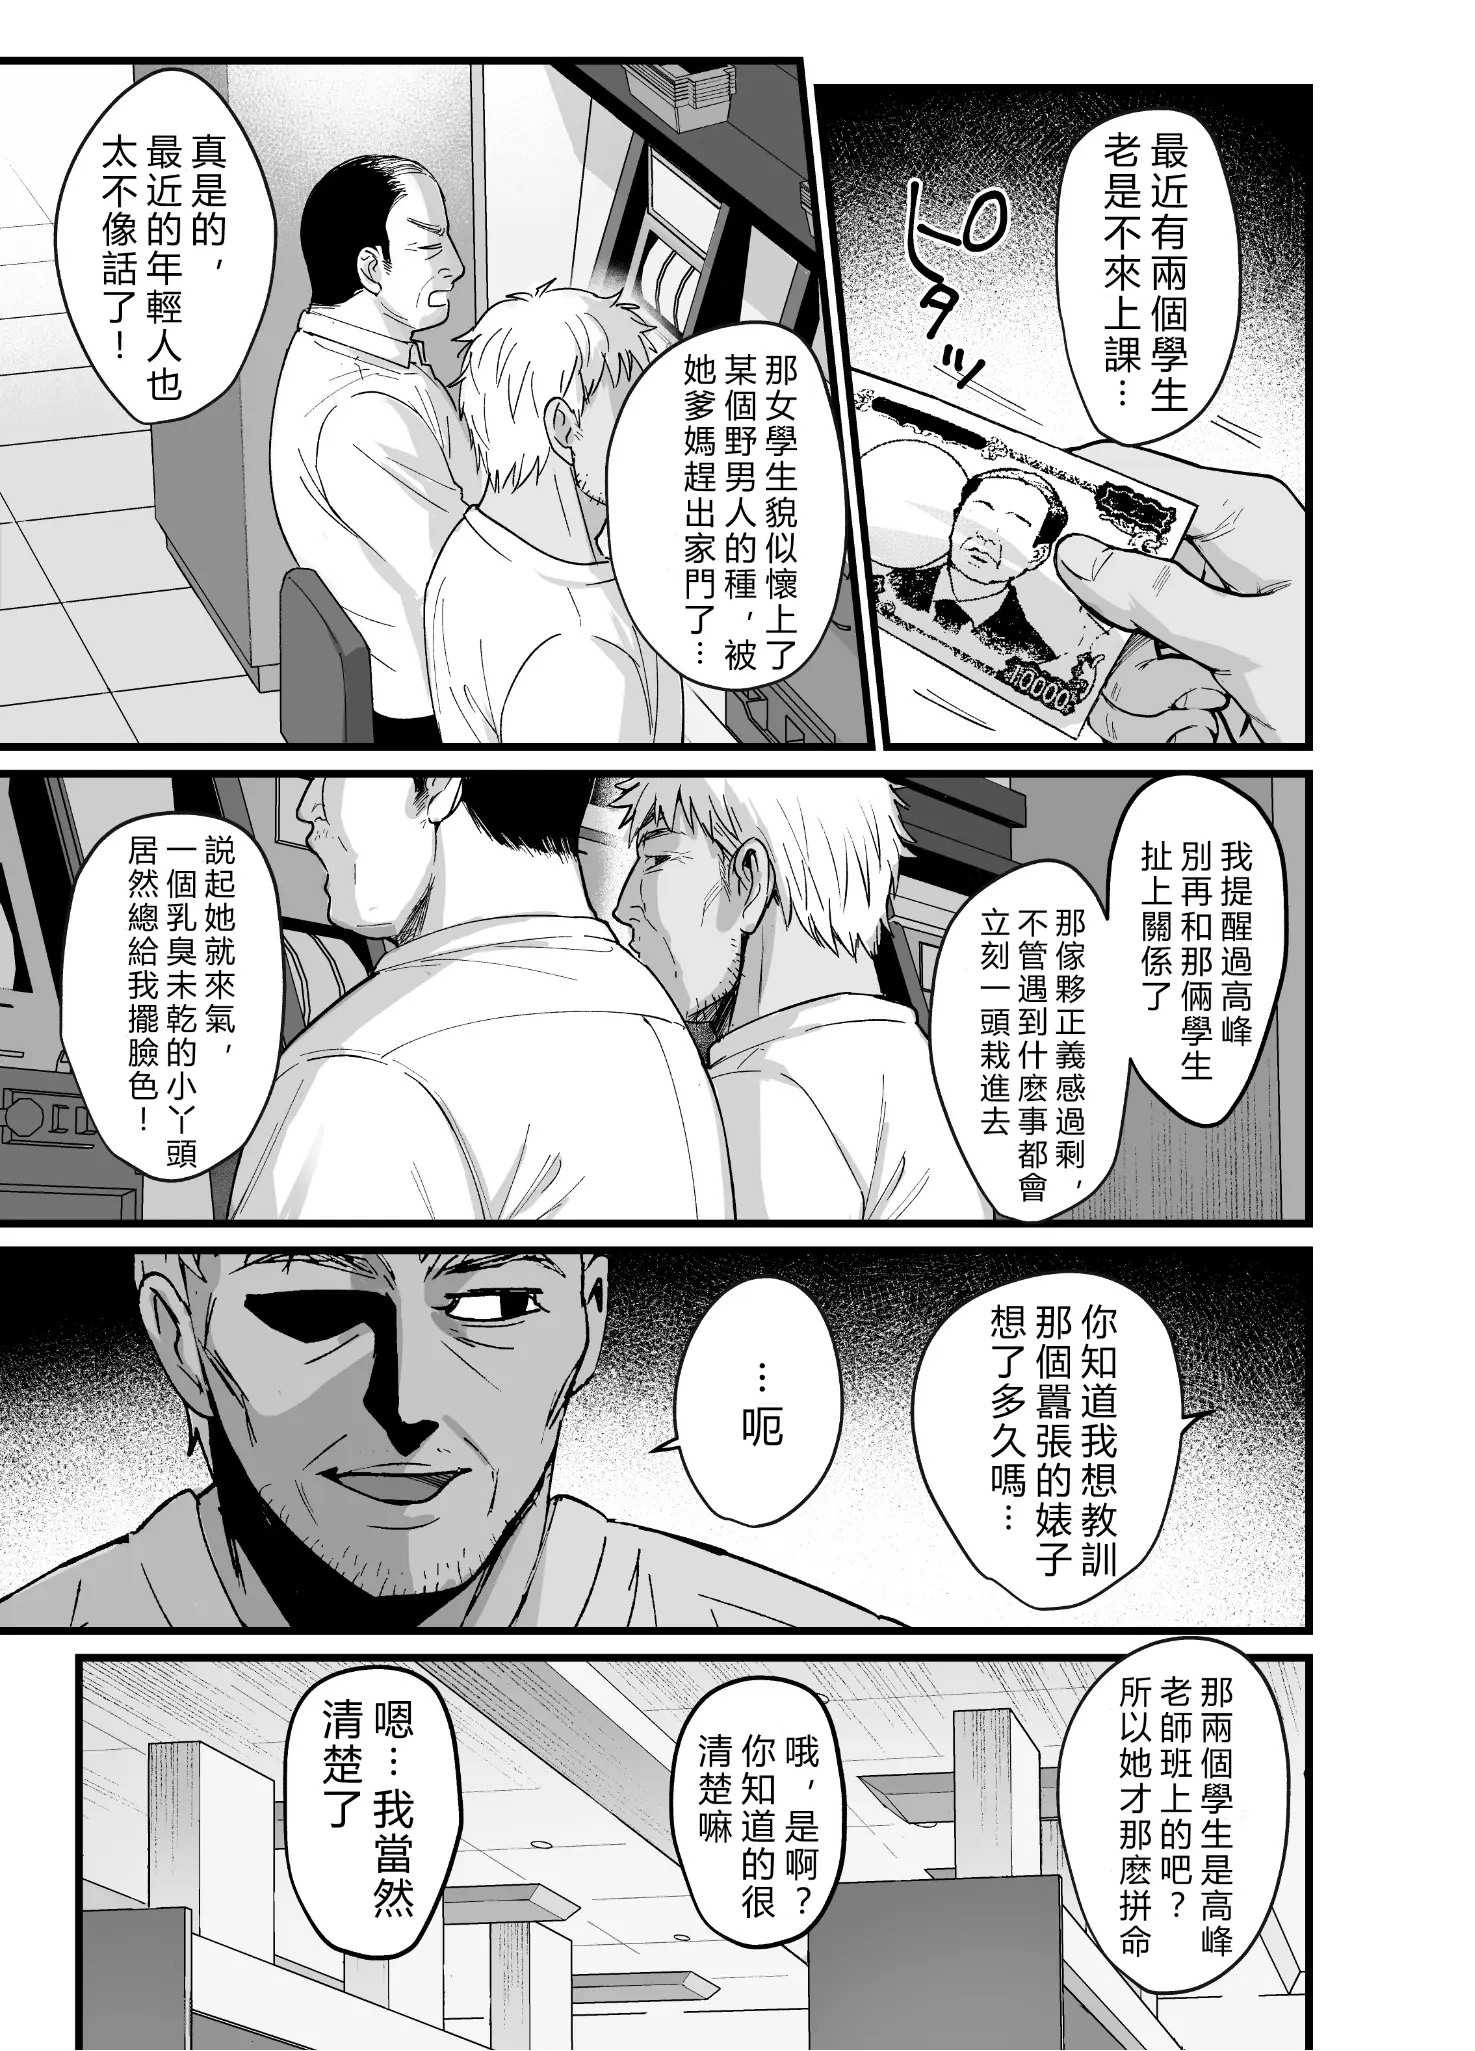 最近有兩個學生
老是不來上課…
トロ
タッ
10000
那女學生貌似懷上了
某個野男人的種，被
她爹媽趕出家門了…
真是的，
最近的年輕人也
太不像話了！
我提醒過高峰
別再和那倆學生
扯上關係了
那傢夥正義感過剩，
不管遇到什麽事都會
立刻一頭栽進去
說起她就來氣，
一個乳臭未乾的小丫頭
居然總給我擺臉色！
你知道我想教訓
那個囂張的婊子
想了多久嗎…
…呃
那兩個學生是高峰
老師班上的吧？
所以她才那麽拼命
哦，是啊？
你知道的很
清楚嘛
嗯…我當然
清楚了